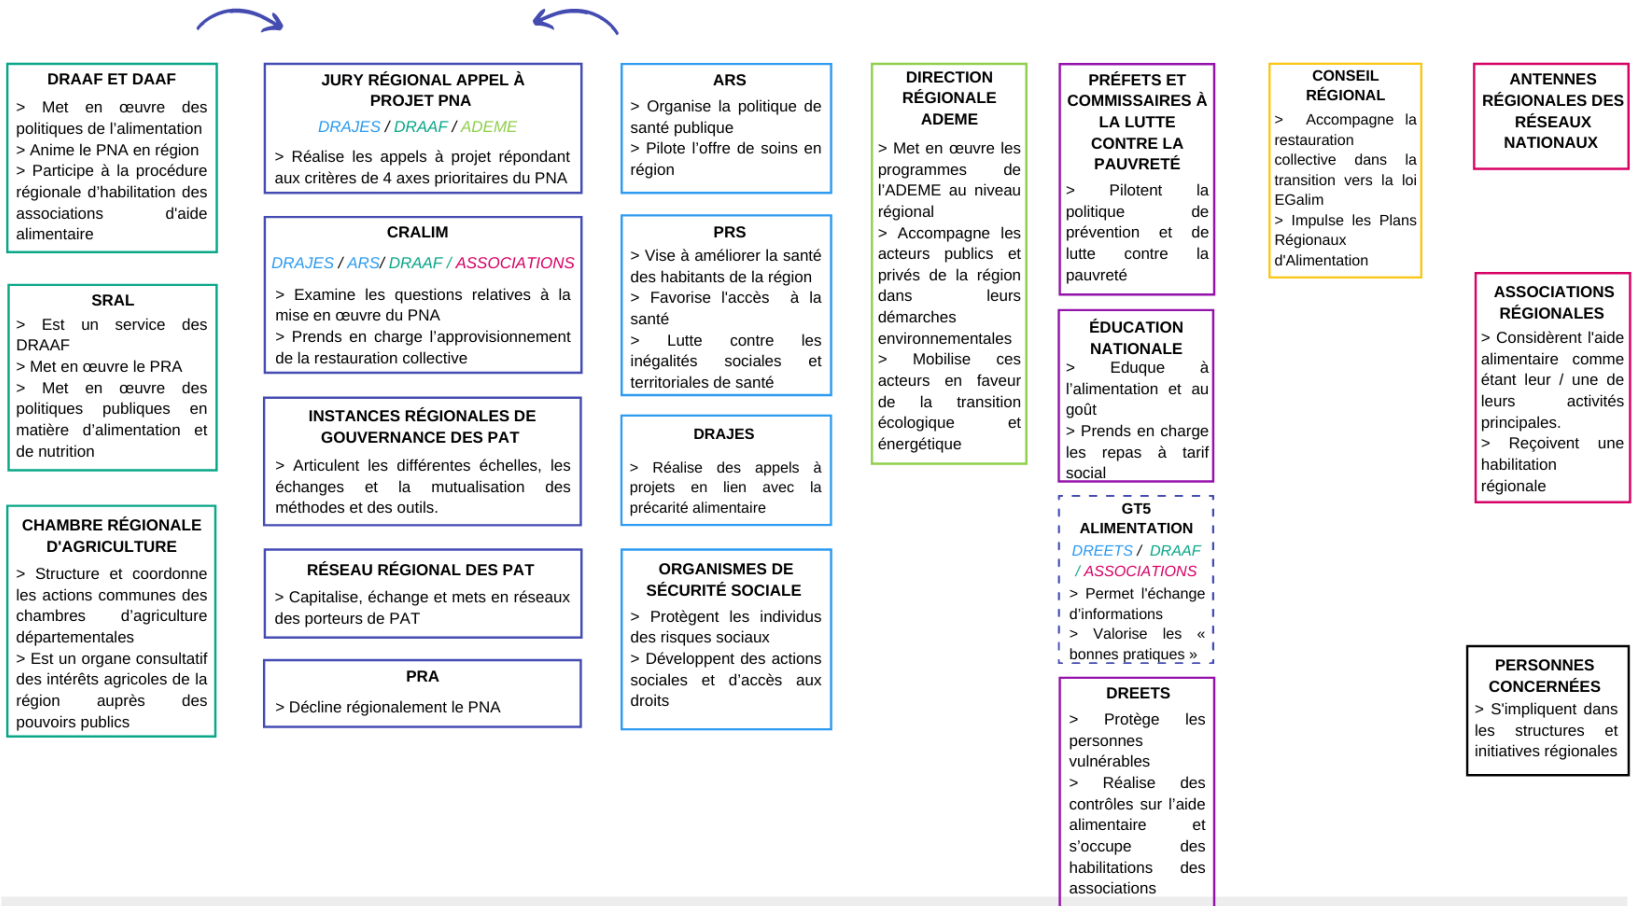 DRAAF ET DAAF
> Met en œuvre des
politiques de l'alimentation
> Anime le PNA en région
> Participe à la procédure
régionale d'habilitation des
associations d'aide
alimentaire
SRAL
> Est un service des
DRAAF
> Met en œuvre le PRA
> Met en œuvre des
politiques publiques en
matière d'alimentation et
de nutrition
CHAMBRE RÉGIONALE
D'AGRICULTURE
> Structure et coordonne
les actions communes des
chambres d'agriculture
départementales
> Est un organe consultatif
des intérêts agricoles de la
région auprès des
pouvoirs publics
JURY RÉGIONAL APPEL À
PROJET PNA
DRAJES / DRAAF / ADEME
> Réalise les appels à projet répondant
aux critères de 4 axes prioritaires du PNA
CRALIM
DRAJES / ARS/ DRAAF / ASSOCIATIONS
> Examine les questions relatives à la
mise en œuvre du PNA
> Prends en charge l'approvisionnement
de la restauration collective
INSTANCES RÉGIONALES DE
GOUVERNANCE DES PAT
> Articulent les différentes échelles, les
échanges et la mutualisation des
méthodes et des outils.
RÉSEAU RÉGIONAL DES PAT
> Capitalise, échange et mets en réseaux
des porteurs de PAT
PRA
> Décline régionalement le PNA
ARS
> Organise la politique de
santé publique
> Pilote l'offre de soins en
région
PRS
> Vise à améliorer la santé
des habitants de la région
> Favorise l'accès à la
santé
> Lutte contre les
inégalités sociales et
territoriales de santé
DRAJES
> Réalise des appels à
projets en lien avec la
précarité alimentaire
ORGANISMES DE
SÉCURITÉ SOCIALE
> Protègent les individus
des risques sociaux
> Développent des actions
sociales et d'accès aux
droits
DIRECTION
RÉGIONALE
ADEME
> Met en œuvre les
programmes de
l'ADEME au niveau
régional
> Accompagne les
acteurs publics et
privés de la région
dans leurs
démarches
environnementales
> Mobilise ces
acteurs en faveur
de la transition
écologique et
énergétique
PRÉFETS ET
COMMISSAIRES À
LA LUTTE
CONTRE LA
PAUVRETÉ
> Pilotent la
politique de
prévention et de
lutte contre la
pauvreté
ÉDUCATION
NATIONALE
> Eduque à
l'alimentation et au
goût
> Prends en charge
les repas à tarif
social
GT5
ALIMENTATION
DREETS / DRAAF
/ ASSOCIATIONS
> Permet l'échange
d'informations
> Valorise les «
bonnes pratiques »
DREETS
> Protège les
personnes
vulnérables
> Réalise des
contrôles sur l'aide
alimentaire et
s'occupe des
habilitations des
associations
CONSEIL
RÉGIONAL
> Accompagne la
restauration
collective dans la
transition vers la loi
EGalim
> Impulse les Plans
Régionaux
d'Alimentation
ANTENNES
RÉGIONALES DES
RÉSEAUX
NATIONAUX
ASSOCIATIONS
RÉGIONALES
> Considèrent l'aide
alimentaire comme
étant leur / une de
leurs activités
principales.
> Reçoivent une
habilitation
régionale
PERSONNES
CONCERNÉES
> S'impliquent dans
les structures et
initiatives régionales